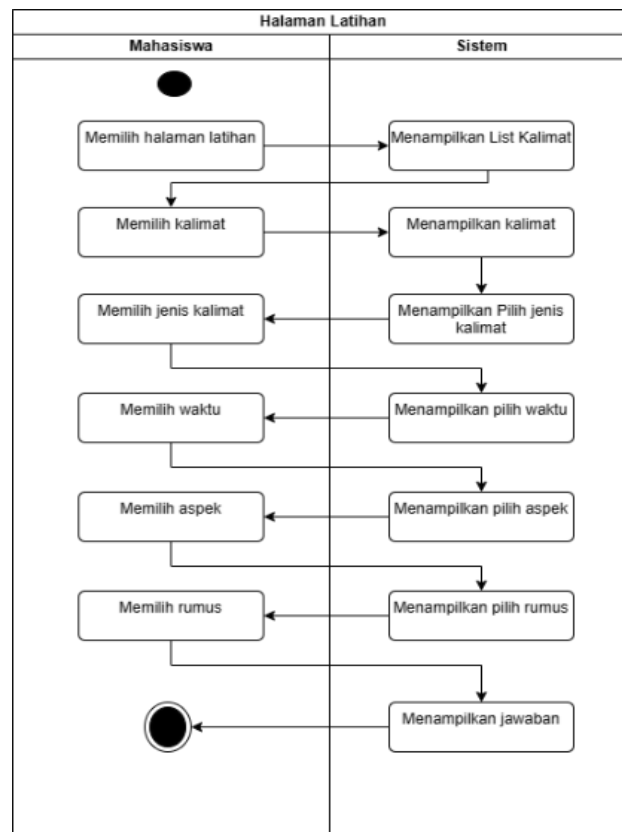 Halaman Latihan
Mahasiswa
Sistem
Memilih halaman latihan
Menampilkan List Kalimat
Memilih kalimat
Menampilkan kalimat
Memilih jenis kalimat
Menampilkan Pilih jenis
kalimat
Memilih waktu
Menampilkan pilih waktu
Memilih aspek
Menampilkan pilih aspek
Memilih rumus
Menampilkan pilih rumus
Menampilkan jawaban